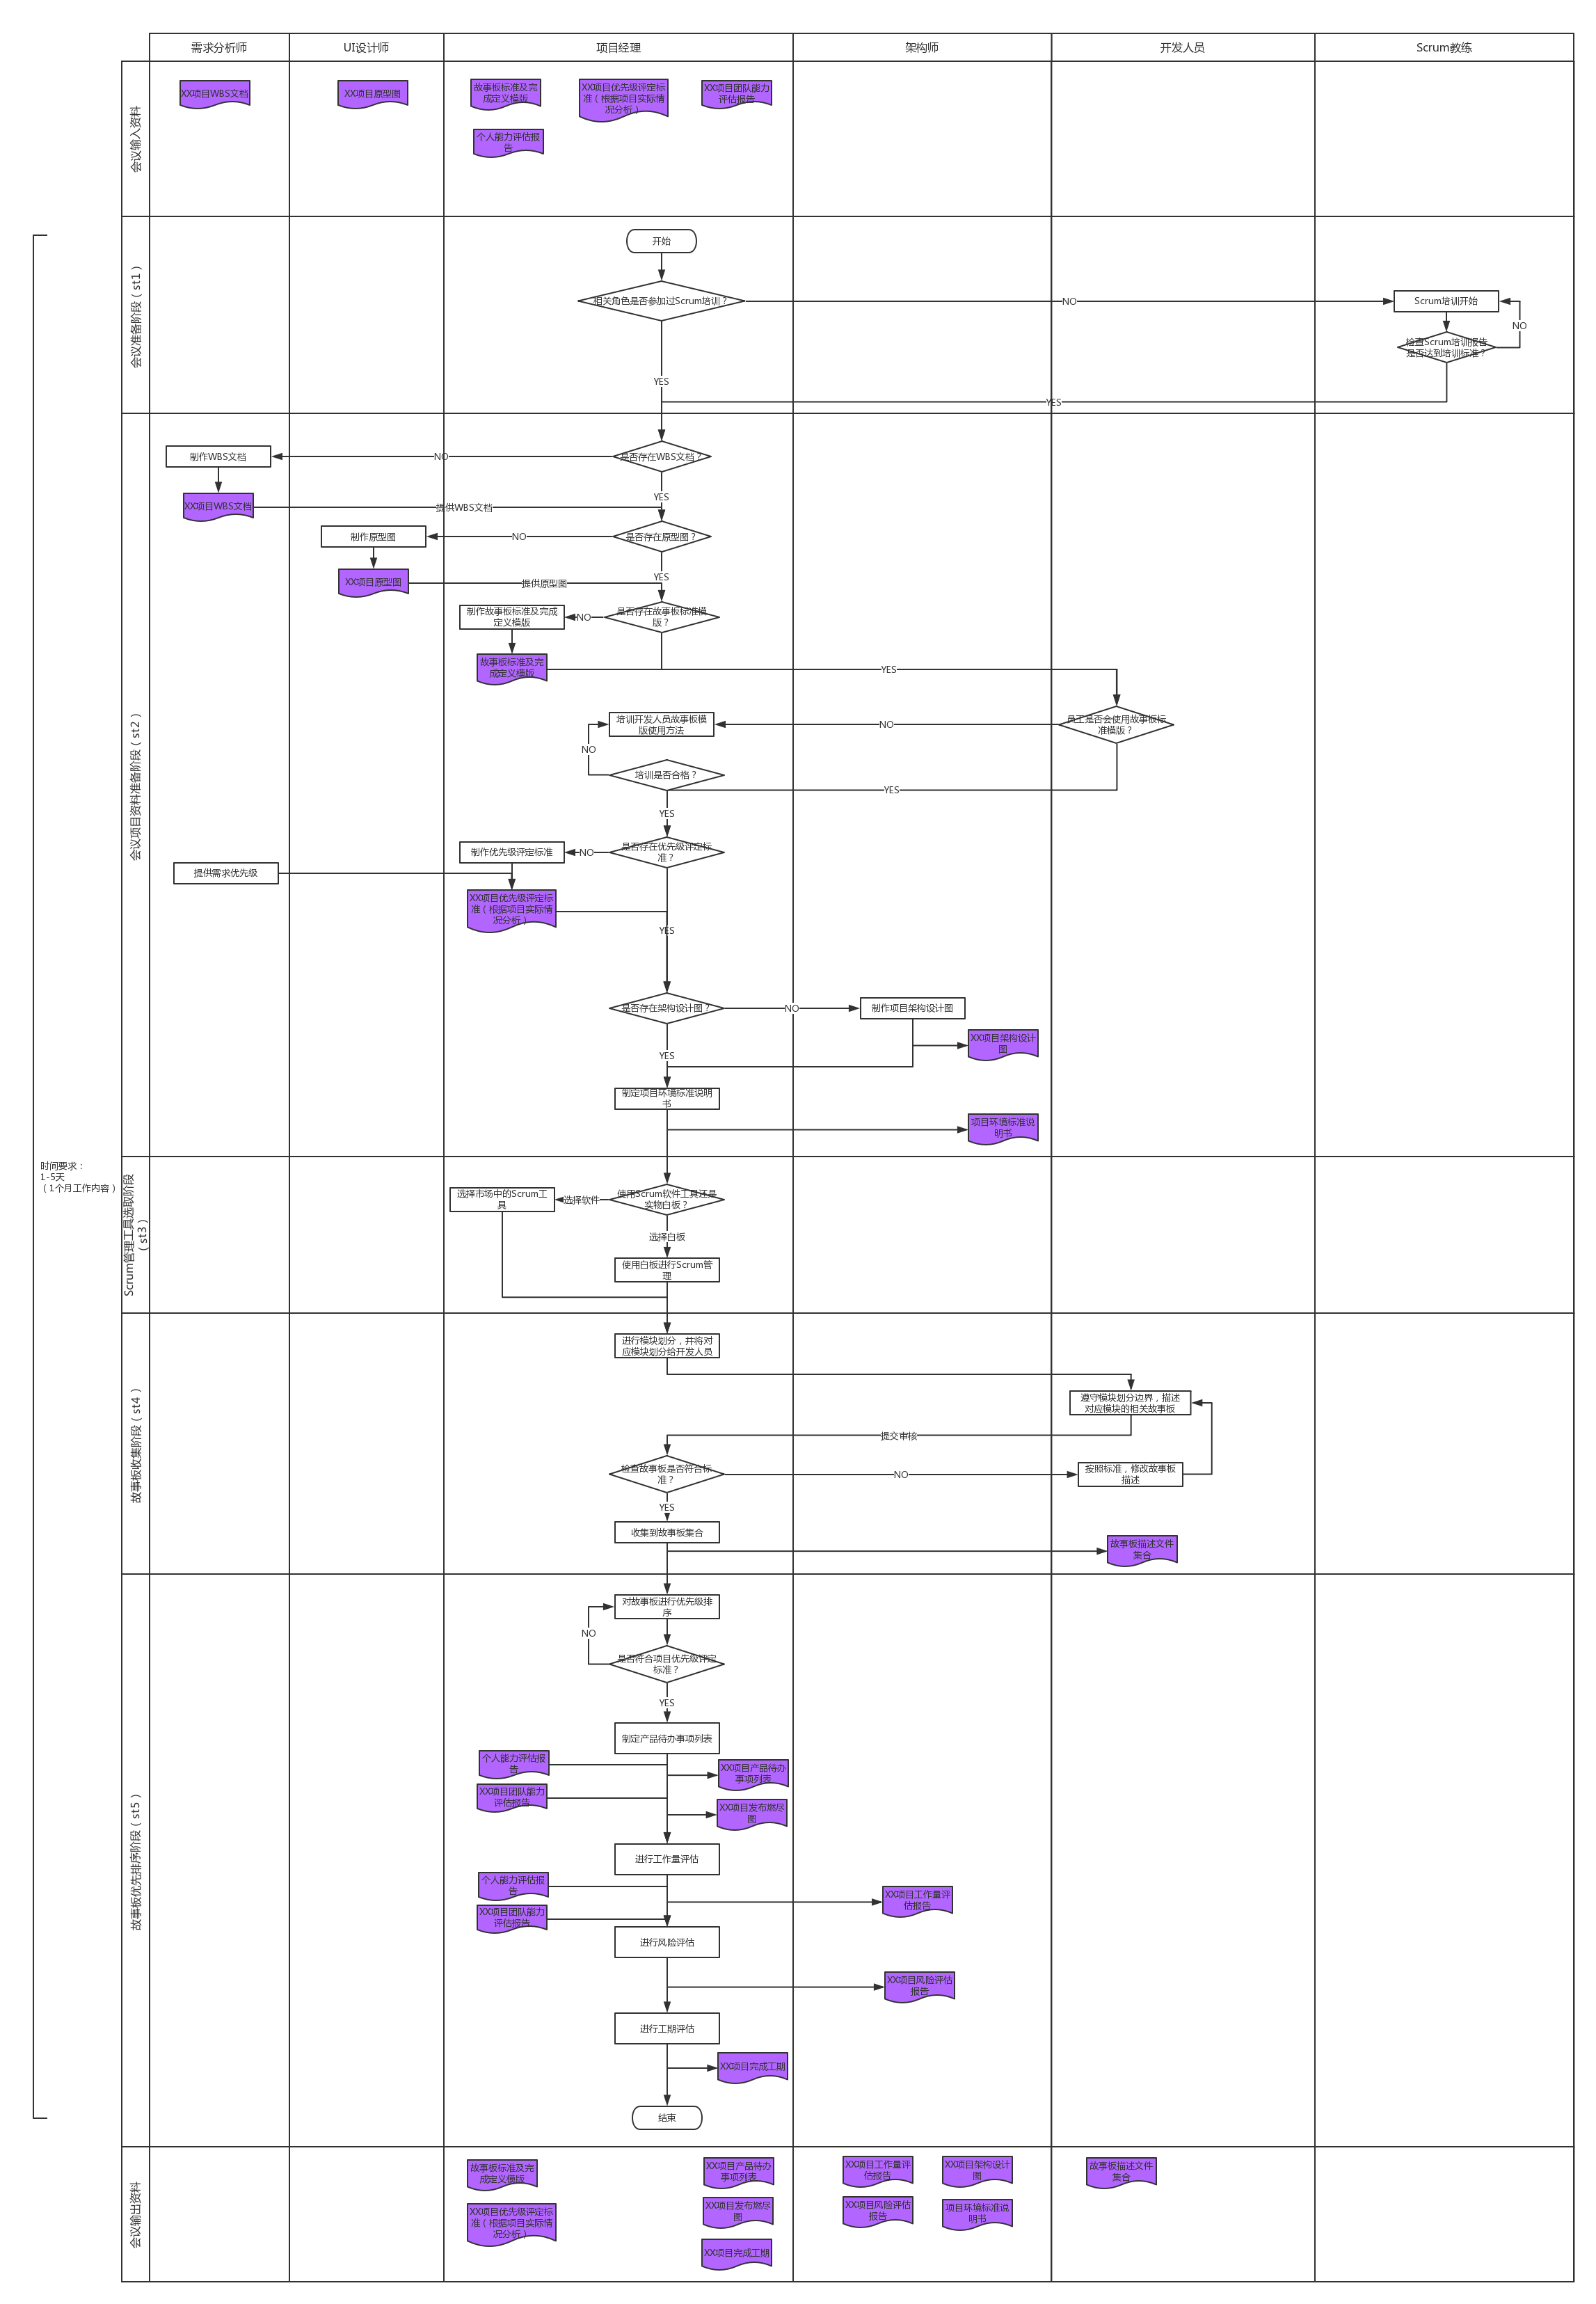 需求分析师
UI设计师
项目经理
架构师
开发人员
Scrum教练
会议输入资料
XX项目WBS文档
XX项目原型图
故事板标准及完
成定义模版
XX项目优先级评定标
准（根据项目实际情
况分析）
XX项目团队能力
评估报告
个人能力评估报
告
会议准备阶段（st1）
开始
相关角色是否参加过Scrum培训？
NO
Scrum培训开始
NO
检查Scrum培训报告
是否达到培训标准？
YES
YES
会议项目资料准备阶段（st2）
制作WBS文档
NO
是否存在WBS文档？
YES
XX项目WBS文档
提供WBS文档
制作原型图
NO
是否存在原型图？
YES
XX项目原型图
提供原型图
制作故事板标准及完成
定义模版
NO
是否存在故事板标准模
版？
故事板标准及完
成定义模版
YES
培训开发人员故事板模
版使用方法
NO
员工是否会使用故事板标
准模版？
NO
培训是否合格？
YES
YES
制作优先级评定标准
NO
是否存在优先级评定标
准？
提供需求优先级
XX项目优先级评定标
准（根据项目实际情
况分析）
YES
是否存在架构设计图？
NO
制作项目架构设计图
XX项目架构设计
图
YES
制定项目环境标准说明
书
项目环境标准说
明书
时间要求：
1-5天
（1个月工作内容）
Scrum管理工具选取阶段
（st3）
选择市场中的Scrum工
具
选择软件
使用Scrum软件工具还是
实物白板？
选择白板
使用白板进行Scrum管
理
故事板收集阶段（st4）
进行模块划分，并将对
应模块划分给开发人员
遵守模块划分边界，描述
对应模块的相关故事板
提交审核
检查故事板是否符合标
准？
NO
按照标准，修改故事板
描述
YES
收集到故事板集合
故事板描述文件
集合
故事板优先排序阶段（st5）
对故事板进行优先级排
序
NO
是否符合项目优先级评定
标准？
YES
制定产品待办事项列表
个人能力评估报
告
XX项目产品待办
事项列表
XX项目团队能力
评估报告
XX项目发布燃尽
图
进行工作量评估
个人能力评估报
告
XX项目工作量评
估报告
XX项目团队能力
评估报告
进行风险评估
XX项目风险评估
报告
进行工期评估
XX项目完成工期
结束
会议输出资料
故事板标准及完
成定义模版
XX项目产品待办
事项列表
XX项目工作量评
估报告
XX项目架构设计
图
故事板描述文件
集合
XX项目优先级评定标
准（根据项目实际情
况分析）
XX项目发布燃尽
图
XX项目风险评估
报告
项目环境标准说
明书
XX项目完成工期